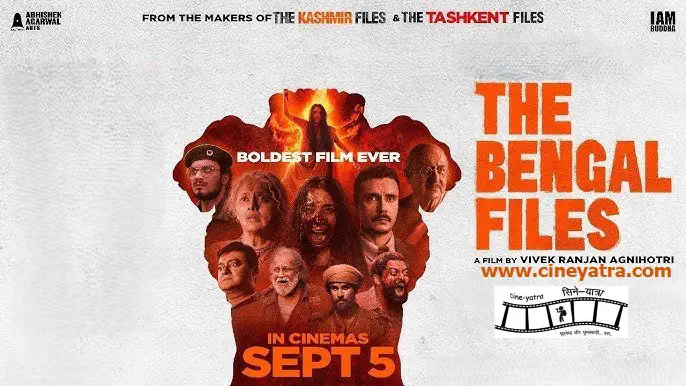 ABHISHEK
AGARWAL
ARTS
FROM THE MAKERS OF THE KASHMIR FILES & THE TASHKENT FILES
I AM
BUDDHA
BOLDEST FILM EVER
THE
BENGAL
FILES
A FILM BY VIVEK RANJAN AGNIHOTRI
www.cineyatra.com
cine-yatra
सिने-यात्रा
IN CINEMAS
SEPT 5